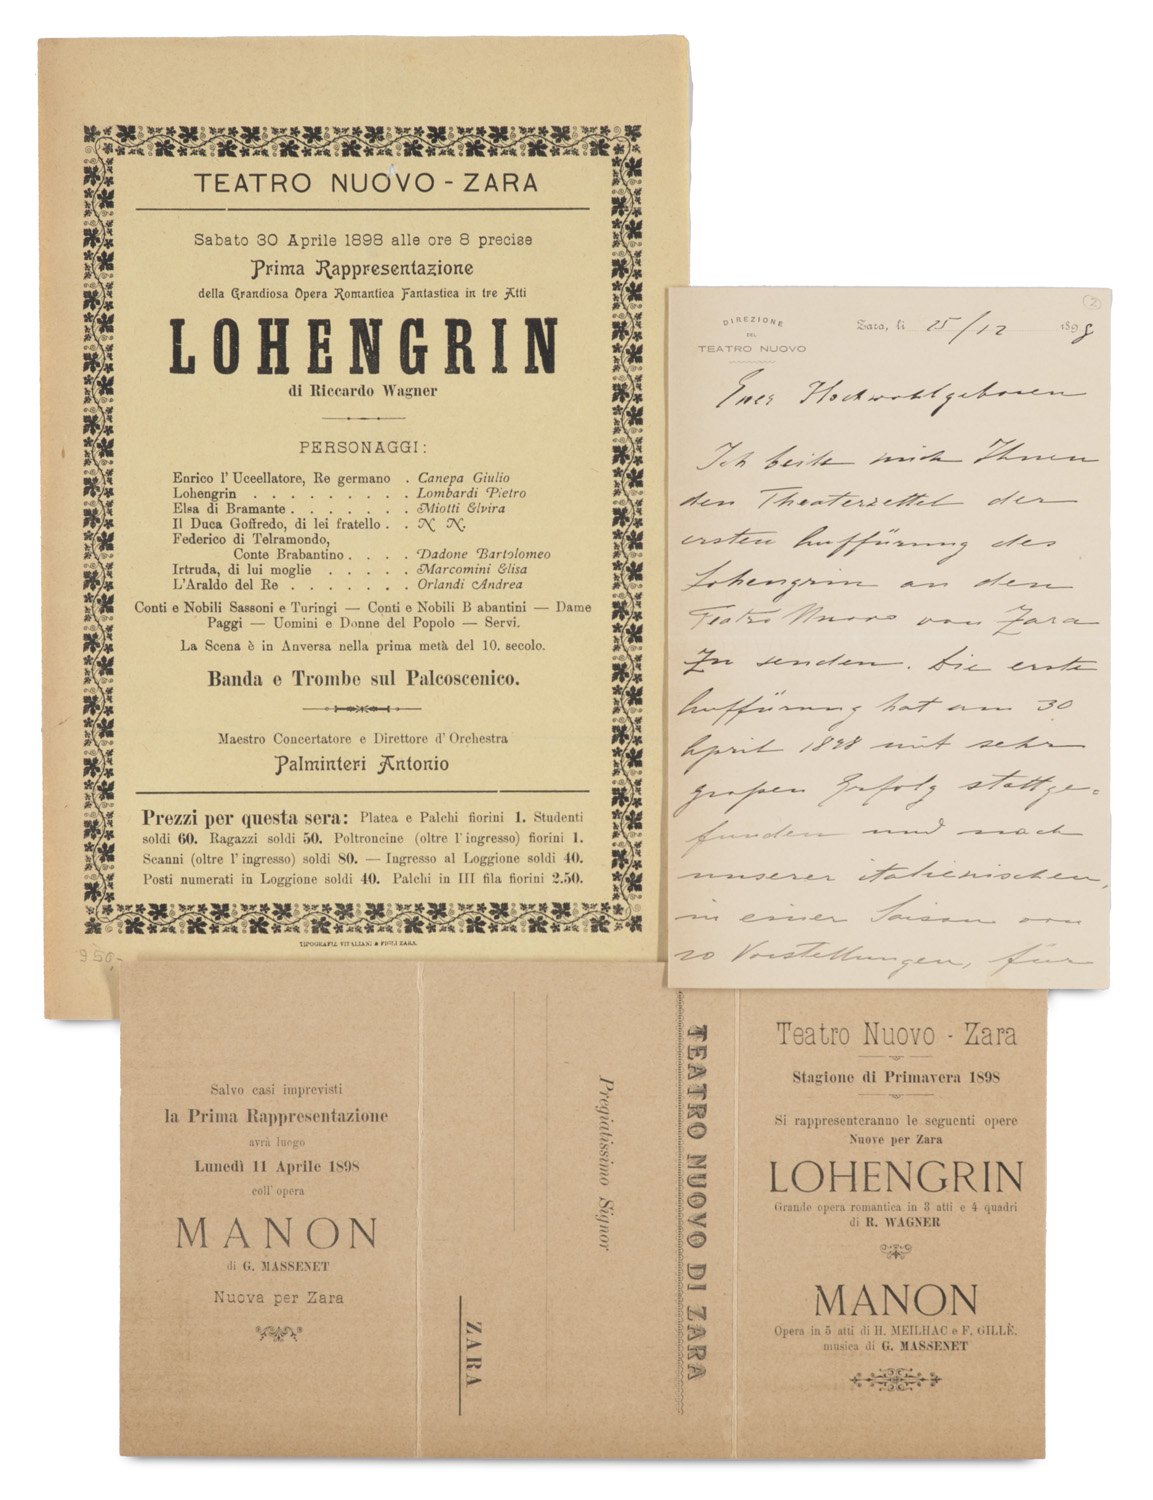 TEATRO NUOVO - ZARA
Sabato 30 Aprile 1898 alle ore 8 precise
Prima Rappresentazione
della Grandiosa Opera Romantica Fantastica in tre Atti
LOHENGRIN
di Riccardo Wagner
PERSONAGGI:
Enrico l' Uceellatore, Re germano . Canepa Giulio
Lohengrin . . . . . . . . Lombardi Pietro
Elsa di Bramante . . . . . . . Miotti Elvira
Il Duca Goffredo, di lei fratello . . N. N.
Federico di Telramondo,
Conte Brabantino . . . . Dadone Bartolomeo
Irtruda, di lui moglie . . . . . Marcomini Elisa
L'Araldo del Re . . . . . . . Orlandi Andrea
Conti e Nobili Sassoni e Turingi — Conti e Nobili B abantini — Dame
Paggi — Uomini e Donne del Popolo — Servi.
La Scena è in Anversa nella prima metà del 10. secolo.
Banda e Trombe sul Palcoscenico.
Maestro Concertatore e Direttore d' Orchestra
Palminteri Antonio
Prezzi per questa sera: Platea e Palchi fiorini 1. Studenti
soldi 60. Ragazzi soldi 50. Poltroncine (oltre l'ingresso) fiorini 1.
Scanni (oltre l'ingresso) soldi 80. — Ingresso al Loggione soldi 40.
Posti numerati in Loggione soldi 40. Palchi in III fila fiorini 2.50.
TIPOGRAFIA VITALIANI & FIGLI ZARA.
950.-
(2)
DIREZIONE
DEL
TEATRO NUOVO
Zara, li 25/12 1898
Euer Hochwohlgeboren
Ich beile mich Ihnen
den Theaterzettel der
ersten Aufführung des
Lohengrin an den
Teatro Nuovo von Zara
zu senden. Die erste
Aufführung hat am 30
April 1898 mit sehr
großen Erfolg stattge=
funden und nach
unserer italienischen,
in einer Saison von
20 Vorstellungen, für
Salvo casi imprevisti
la Prima Rappresentazione
avrà luogo
Lunedì 11 Aprile 1898
coll' opera
MANON
di G. MASSENET
Nuova per Zara
ZARA
Pregiatissimo Signor
TEATRO NUOVO DI ZARA
Teatro Nuovo - Zara
Stagione di Primavera 1898
Si rappresenteranno le seguenti opere
Nuove per Zara
LOHENGRIN
Grande opera romantica in 3 atti e 4 quadri
di R. WAGNER
MANON
Opera in 5 atti di H. MEILHAC e F. GILLÈ.
musica di G. MASSENET